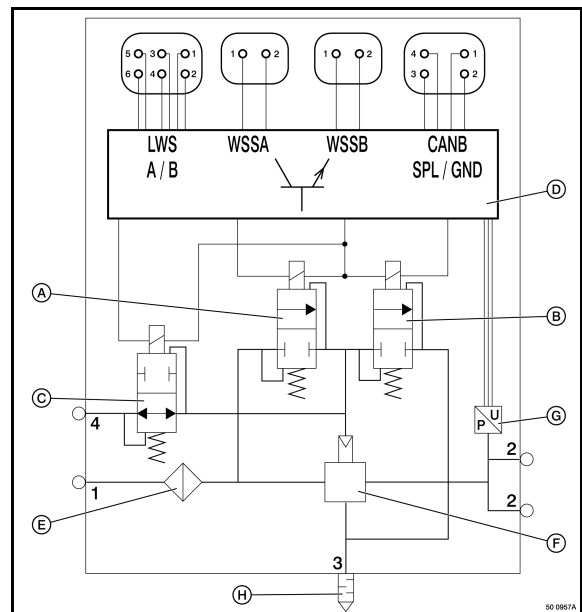 5 3 1 1 2 1 2 4 1
6 4 2 3 2
LWS WSSA WSSB CANB
A / B SPL / GND
D
A
B
C
G
U
P
4
2
1
2
E
F
3
H
50 0957A